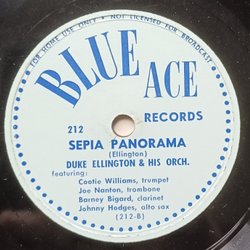 FOR HOME USE ONLY AND NOT LICENSED FOR BROADCAST
BLUE ACE
RECORDS
212
SEPIA PANORAMA
(Ellington)
DUKE ELLINGTON & HIS ORCH.
featuring:
Cootie Williams, trumpet
Joe Nanton, trombone
Barney Bigard, clarinet
Johnny Hodges, alto sax
(212-B)